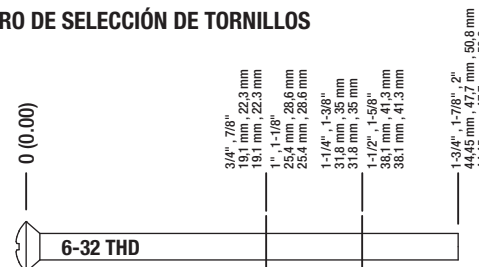 RO DE SELECCIÓN DE TORNILLOS
0 (0.00)
3/4" , 7/8"
19,1 mm , 22,3 mm
19.1 mm , 22.3 mm
1" , 1-1/8"
25,4 mm , 28,6 mm
25.4 mm , 28.6 mm
1-1/4" , 1-3/8"
31,8 mm , 35 mm
31.8 mm , 35 mm
1-1/2" , 1-5/8"
38,1 mm , 41,3 mm
38.1 mm , 41.3 mm
1-3/4" , 1-7/8" , 2"
44,45 mm , 47,7 mm , 50,8 mm
6-32 THD